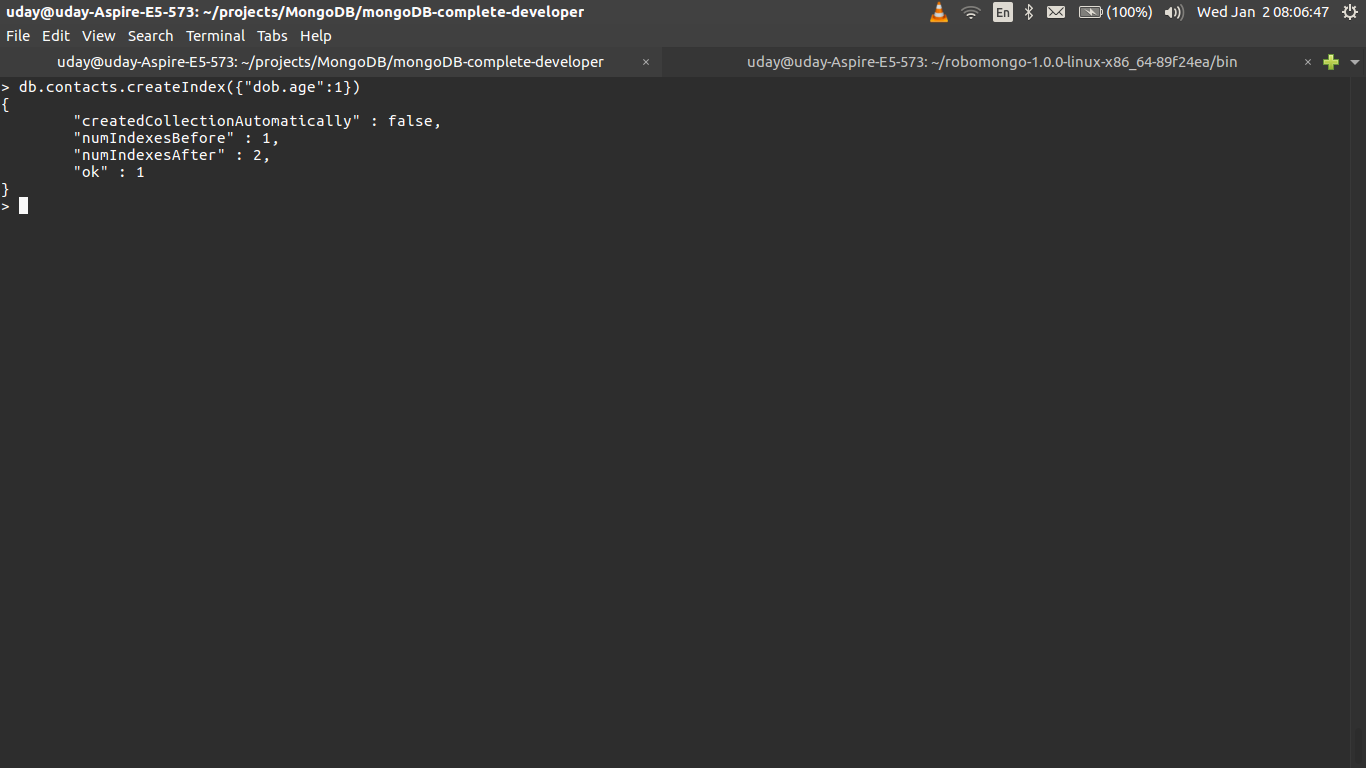 uday@uday-Aspire-E5-573: ~/projects/MongoDB/mongoDB-complete-developer En (100%) Wed Jan 2 08:06:47
File Edit View Search Terminal Tabs Help
uday@uday-Aspire-E5-573: ~/projects/MongoDB/mongoDB-complete-developer × uday@uday-Aspire-E5-573: ~/robomongo-1.0.0-linux-x86_64-89f24ea/bin ×
> db.contacts.createIndex({"dob.age":1})
{
"createdCollectionAutomatically" : false,
"numIndexesBefore" : 1,
"numIndexesAfter" : 2,
"ok" : 1
}
>